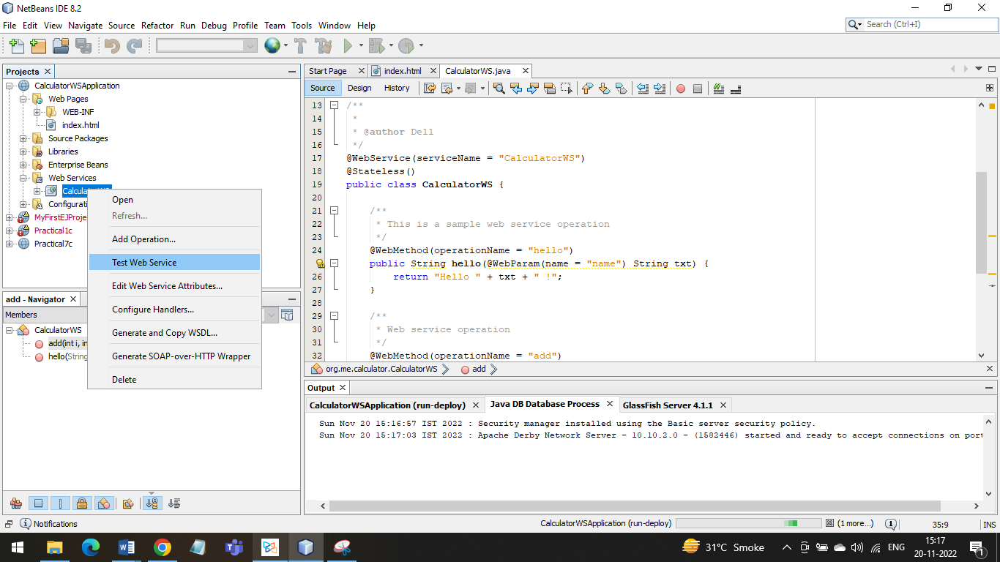 NetBeans IDE 8.2
File Edit View Navigate Source Refactor Run Debug Profile Team Tools Window Help
Search (Ctrl+I)
Projects
CalculatorWSApplication
Web Pages
WEB-INF
index.html
Source Packages
Libraries
Enterprise Beans
Web Services
Configurati
MyFirstEJProje
Practical1c
Practical7c
Open
Refresh...
Add Operation...
Test Web Service
Edit Web Service Attributes...
Configure Handlers...
Generate and Copy WSDL...
Generate SOAP-over-HTTP Wrapper
Delete
add - Navigator
Members
CalculatorWS
add(int i, in
hello(String
Start Page index.html CalculatorWS.java
Source Design History
13 /**
14 *
15 * @author Dell
16 */
17 @WebService(serviceName = "CalculatorWS")
18 @Stateless()
19 public class CalculatorWS {
20
21 /**
22 * This is a sample web service operation
23 */
24 @WebMethod(operationName = "hello")
public String hello(@WebParam(name = "name") String txt) {
26 return "Hello " + txt + " !";
27 }
28
29 /**
30 * Web service operation
31 */
32 @WebMethod(operationName = "add")
org.me.calculator.CalculatorWS add
Output
CalculatorWSApplication (run-deploy) Java DB Database Process GlassFish Server 4.1.1
Sun Nov 20 15:16:57 IST 2022 : Security manager installed using the Basic server security policy.
Sun Nov 20 15:17:03 IST 2022 : Apache Derby Network Server - 10.10.2.0 - (1582446) started and ready to accept connections on port
Notifications
CalculatorWSApplication (run-deploy) (1 more...) 1 35:9 INS
31°C Smoke
ENG
15:17
20-11-2022
1